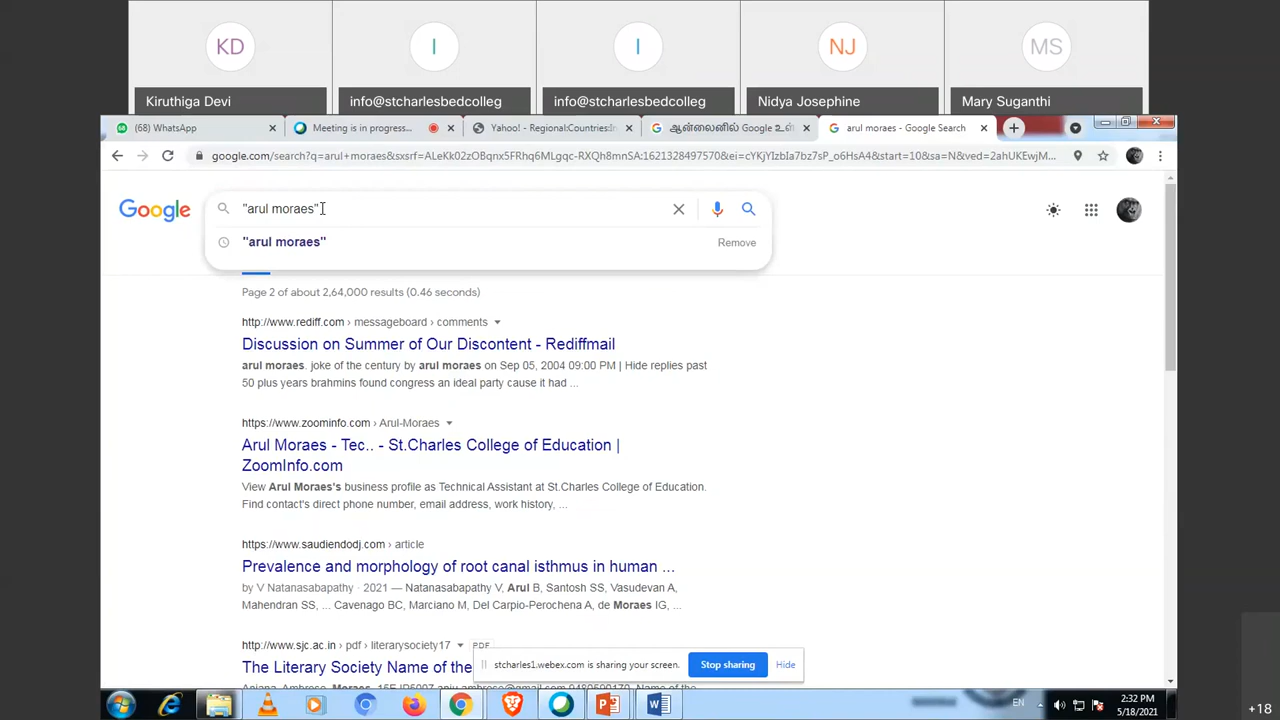 KD
I
I
NJ
MS
Kiruthiga Devi
info@stcharlesbedcolleg
info@stcharlesbedcolleg
Nidya Josephine
Mary Suganthi
(68) WhatsApp
Meeting is in progress...
Yahoo! - Regional:Countries:In
ஆன்லைனில் Google உள்
arul moraes - Google Search
google.com/search?q=arul+moraes&sxsrf=ALeKk02zOBqnx5FRhq6MLgqc-RXQh8mnSA:1621328497570&ei=cYKjYIzbIa7bz7sP_o6HsA4&start=10&sa=N&ved=2ahUKEwjM...
Google
"arul moraes"
"arul moraes"
Remove
Page 2 of about 2,64,000 results (0.46 seconds)
http://www.rediff.com › messageboard › comments
Discussion on Summer of Our Discontent - Rediffmail
arul moraes. joke of the century by arul moraes on Sep 05, 2004 09:00 PM | Hide replies past
50 plus years brahmins found congress an ideal party cause it had ...
https://www.zoominfo.com › Arul-Moraes
Arul Moraes - Tec.. - St.Charles College of Education |
ZoomInfo.com
View Arul Moraes's business profile as Technical Assistant at St.Charles College of Education.
Find contact's direct phone number, email address, work history, ...
https://www.saudiendodj.com › article
Prevalence and morphology of root canal isthmus in human ...
by V Natanasabapathy · 2021 — Natanasabapathy V, Arul B, Santosh SS, Vasudevan A,
Mahendran SS, ... Cavenago BC, Marciano M, Del Carpio-Perochena A, de Moraes IG, ...
http://www.sjc.ac.in › pdf › literarysociety17
PDF
The Literary Society Name of the
stcharles1.webex.com is sharing your screen.
Stop sharing
Hide
EN
2:32 PM
5/18/2021
+18